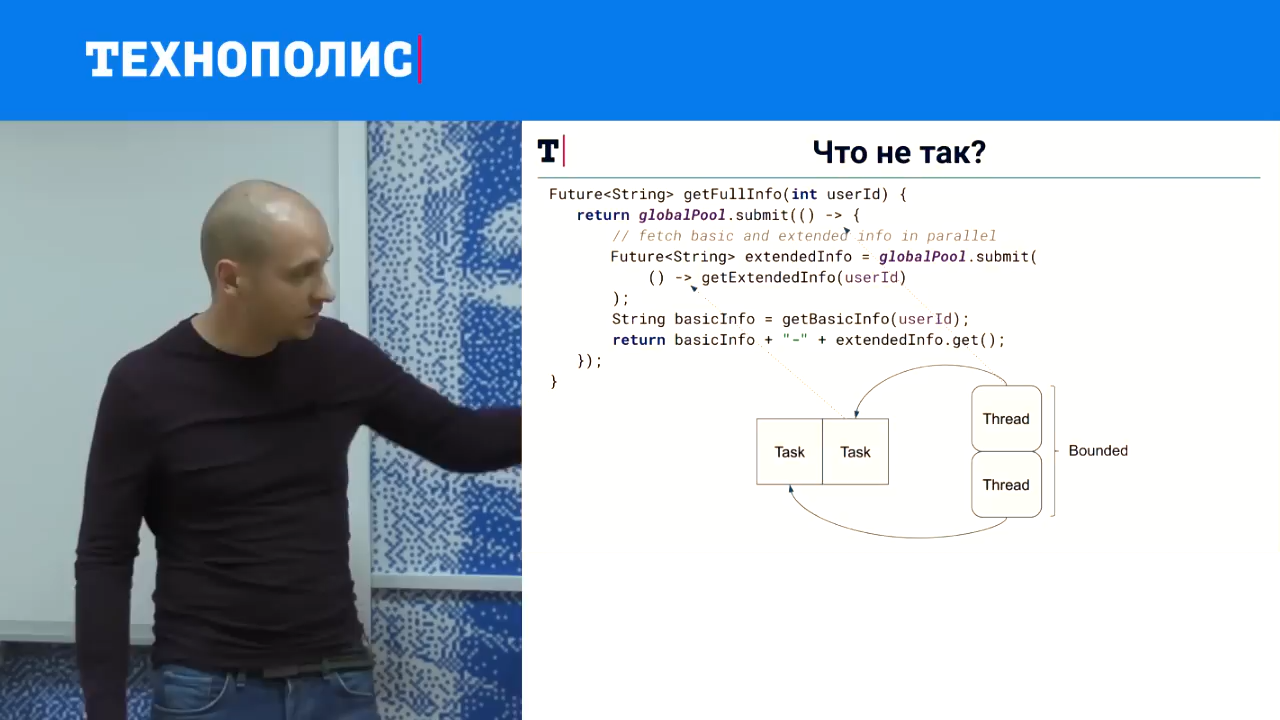 ТЕХНОПОЛИС
T
Что не так?
Future<String> getFullInfo(int userId) {
return globalPool.submit(() -> {
// fetch basic and extended info in parallel
Future<String> extendedInfo = globalPool.submit(
() -> getExtendedInfo(userId)
);
String basicInfo = getBasicInfo(userId);
return basicInfo + "-" + extendedInfo.get();
});
}
Task
Task
Thread
Thread
Bounded